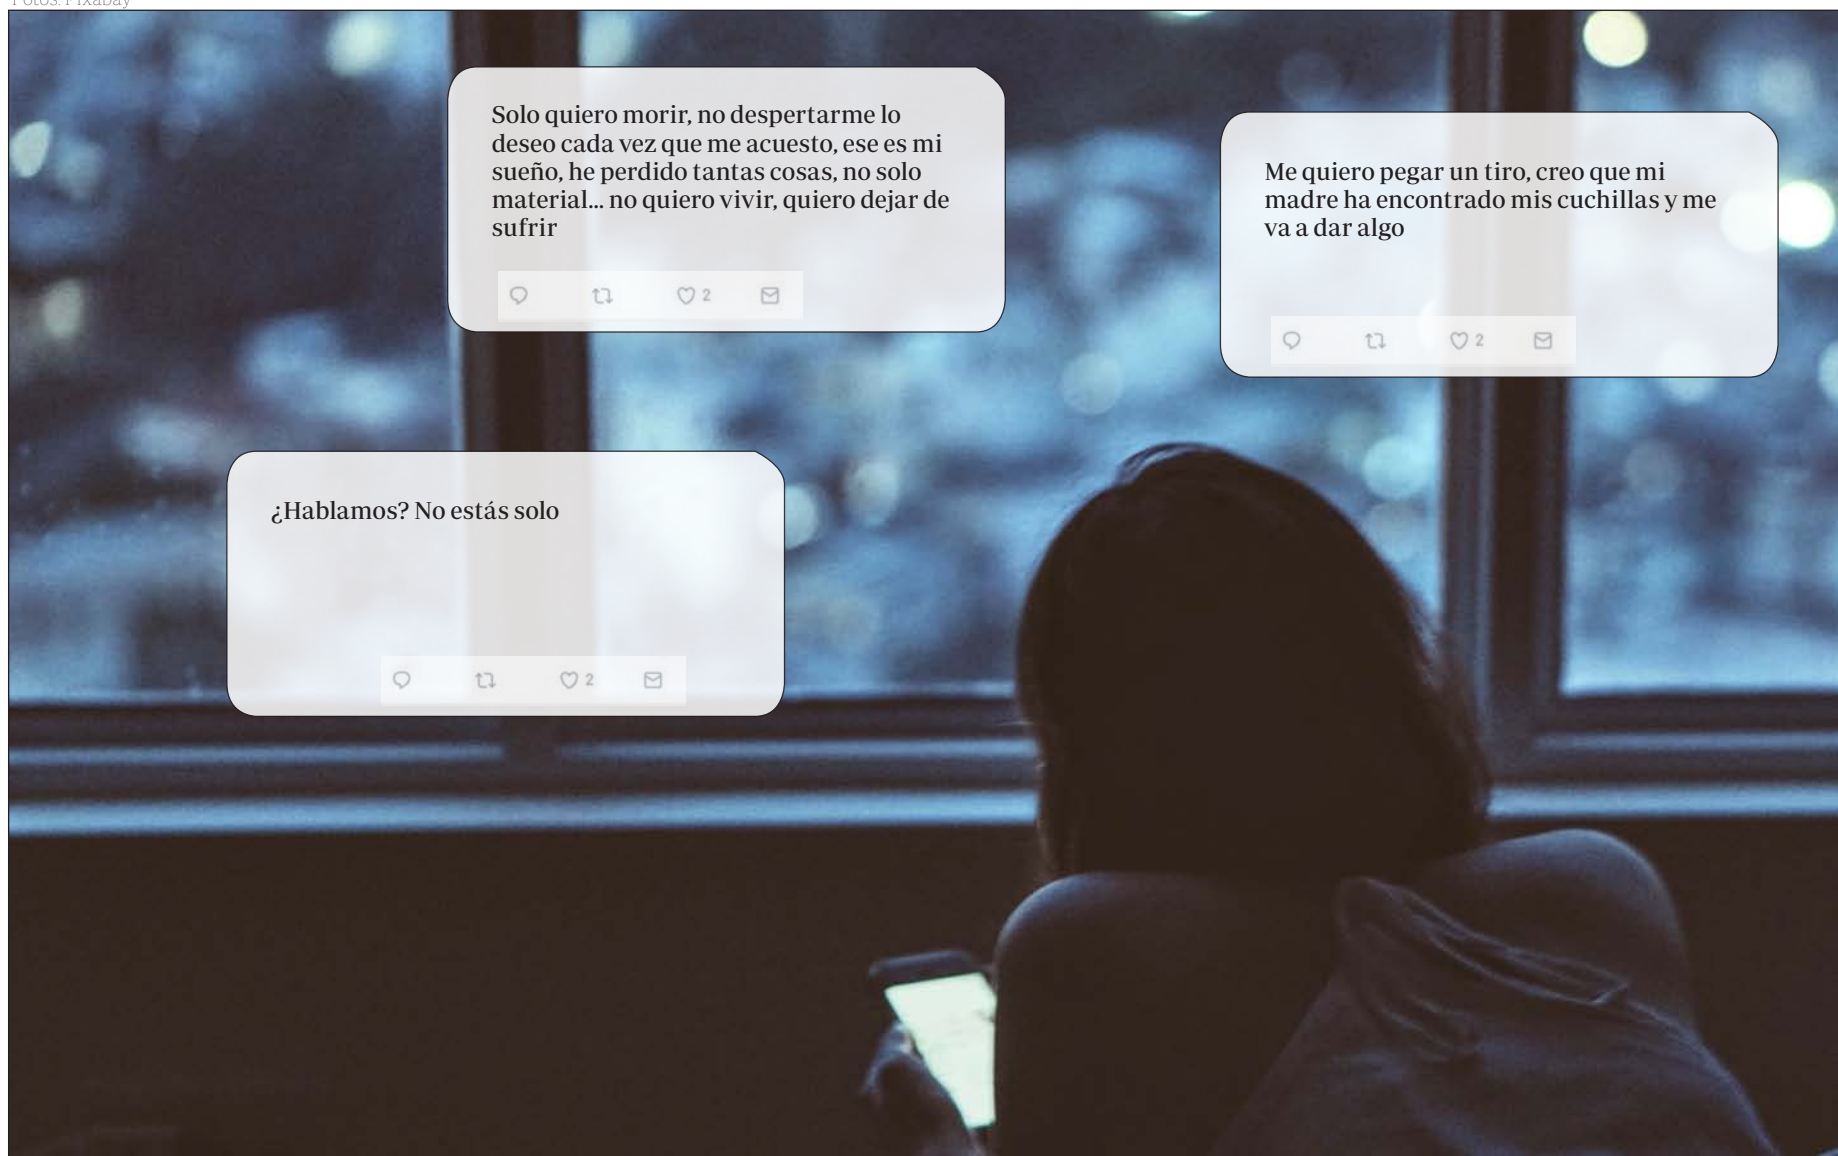 Fotos: Pixabay
Solo quiero morir, no despertarme lo
deseo cada vez que me acuesto, ese es mi
sueño, he perdido tantas cosas, no solo
material... no quiero vivir, quiero dejar de
sufrir
2
Me quiero pegar un tiro, creo que mi
madre ha encontrado mis cuchillas y me
va a dar algo
2
¿Hablamos? No estás solo
2